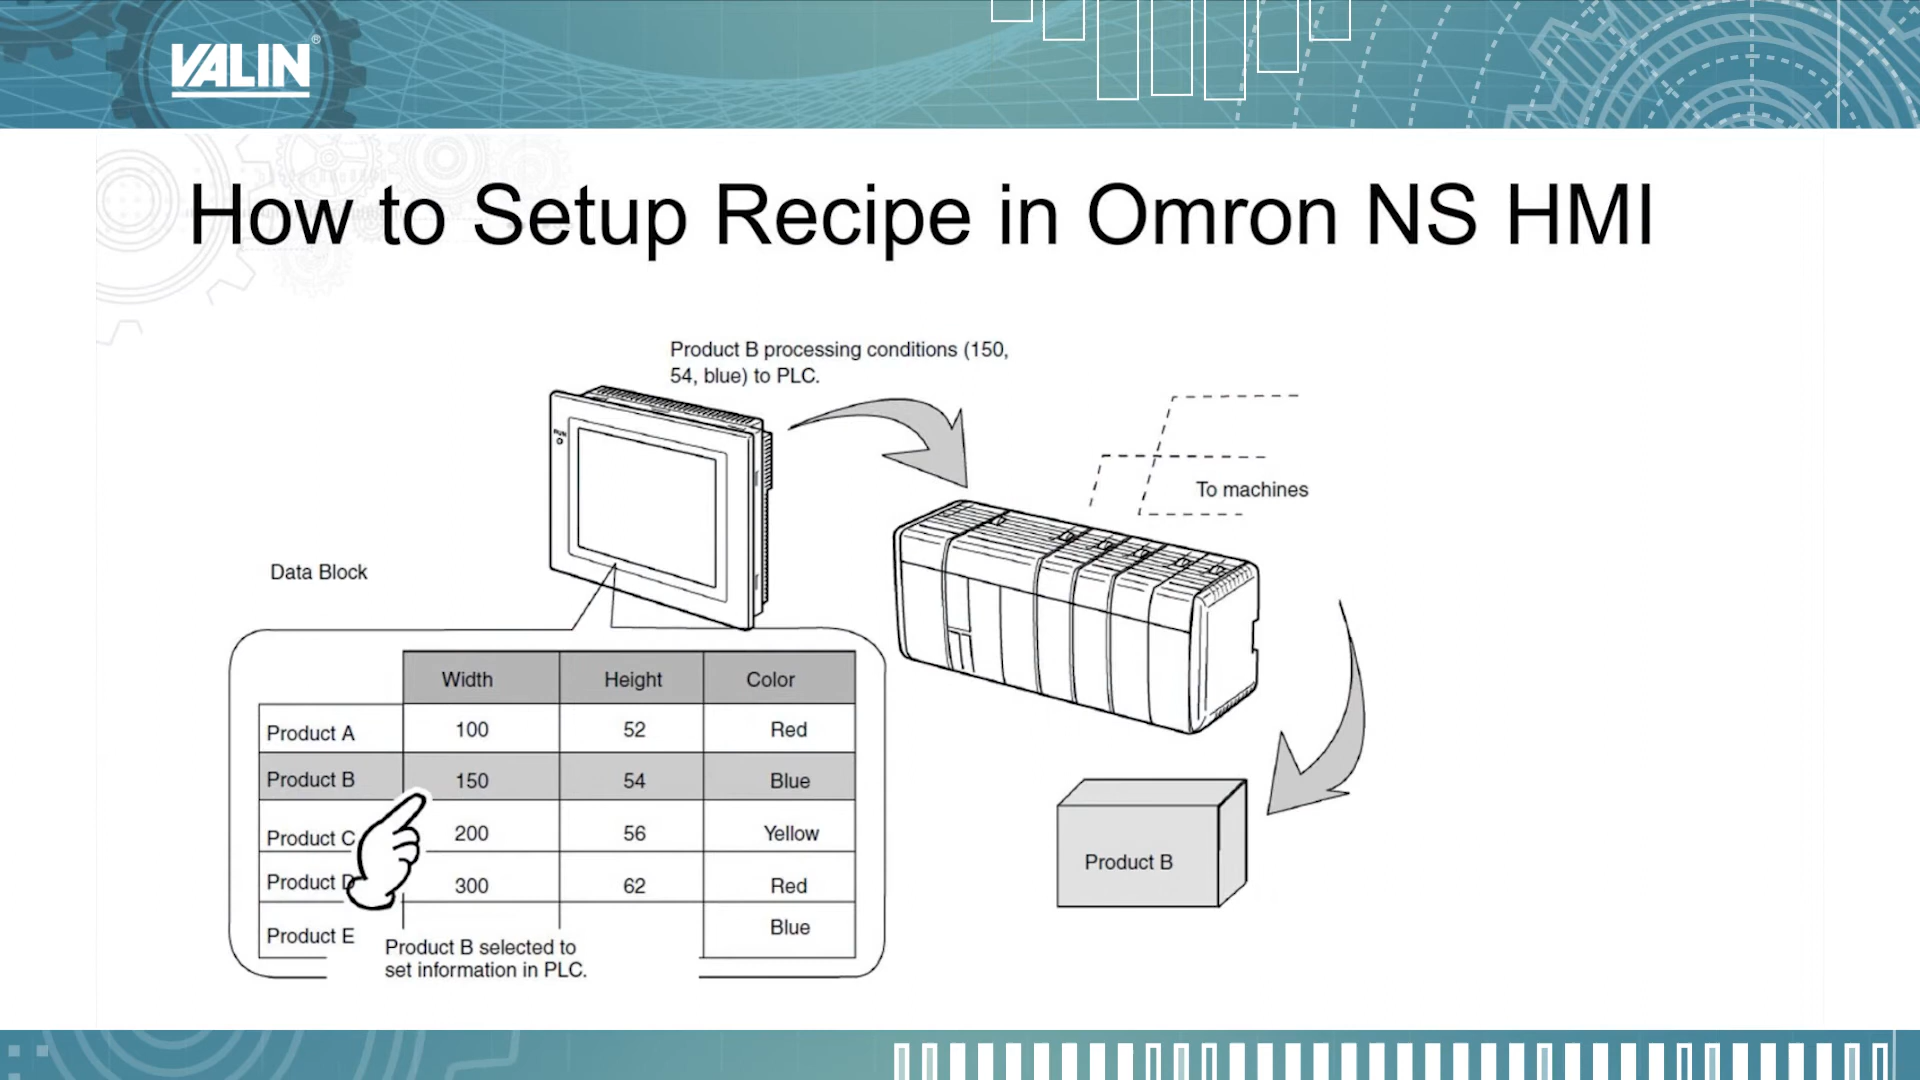 VALIN®
How to Setup Recipe in Omron NS HMI
Product B processing conditions (150,
54, blue) to PLC.
RUN
To machines
Data Block
Width Height Color
Product A 100 52 Red
Product B 150 54 Blue
Product C 200 56 Yellow
Product D 300 62 Red
Product E Blue
Product B selected to
set information in PLC.
Product B